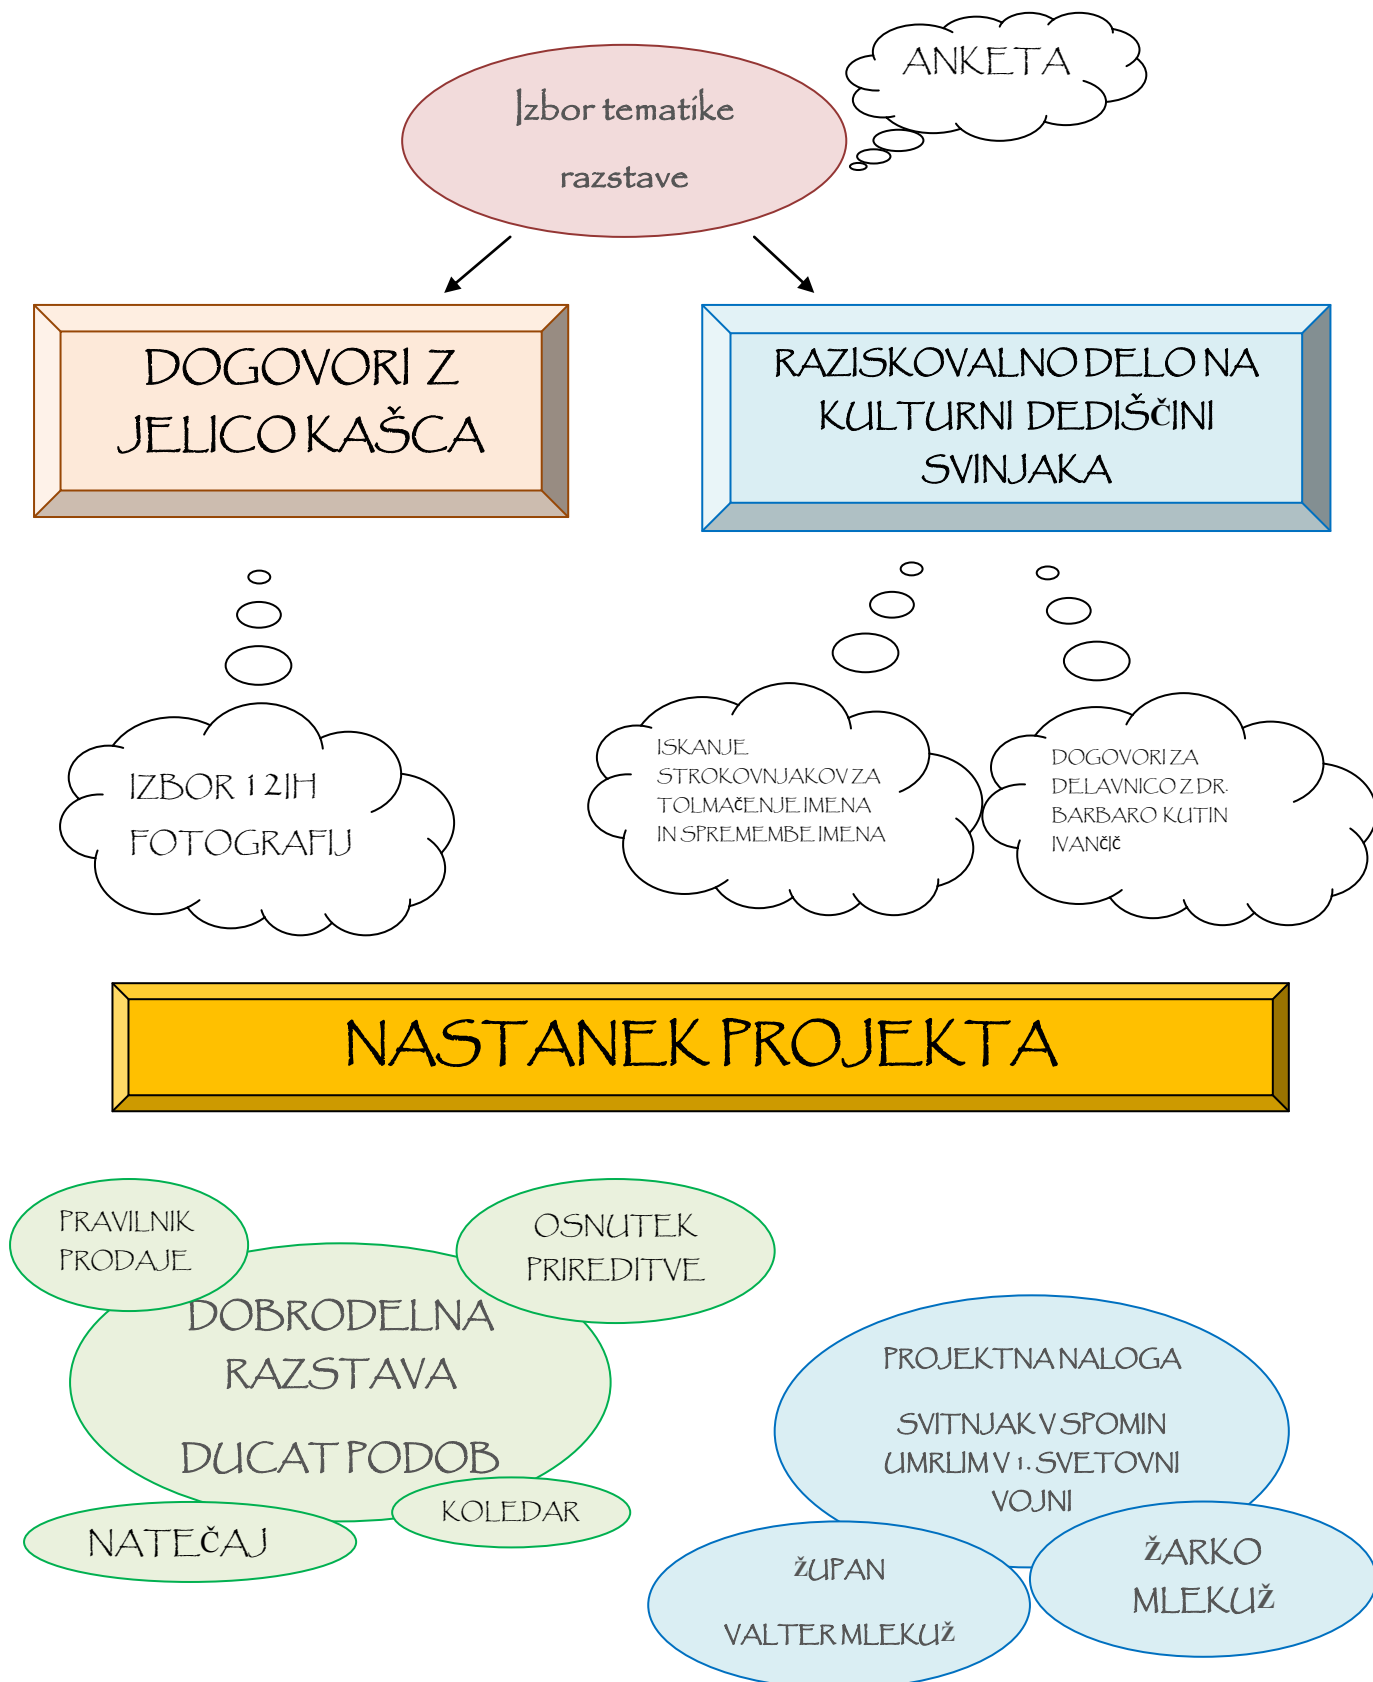 ANKETA
Izbor tematike
razstave
DOGOVORI Z
JELICO KAŠCA
RAZISKOVALNO DELO NA
KULTURNI DEDIŠČINI
SVINJAKA
IZBOR 12IH
FOTOGRAFIJ
ISKANJE
STROKOVNJAKOV ZA
TOLMAČENJE IMENA
IN SPREMEMBE IMENA
DOGOVORI ZA
DELAVNICO Z DR.
BARBARO KUTIN
IVANČIČ
NASTANEK PROJEKTA
PRAVILNIK
PRODAJE
OSNUTEK
PRIREDITVE
DOBRODELNA
RAZSTAVA
DUCAT PODOB
NATEČAJ
KOLEDAR
PROJEKTNA NALOGA
SVITNJAK V SPOMIN
UMRLIM V 1. SVETOVNI
VOJNI
ŽUPAN
VALTER MLEKUŽ
ŽARKO
MLEKUŽ